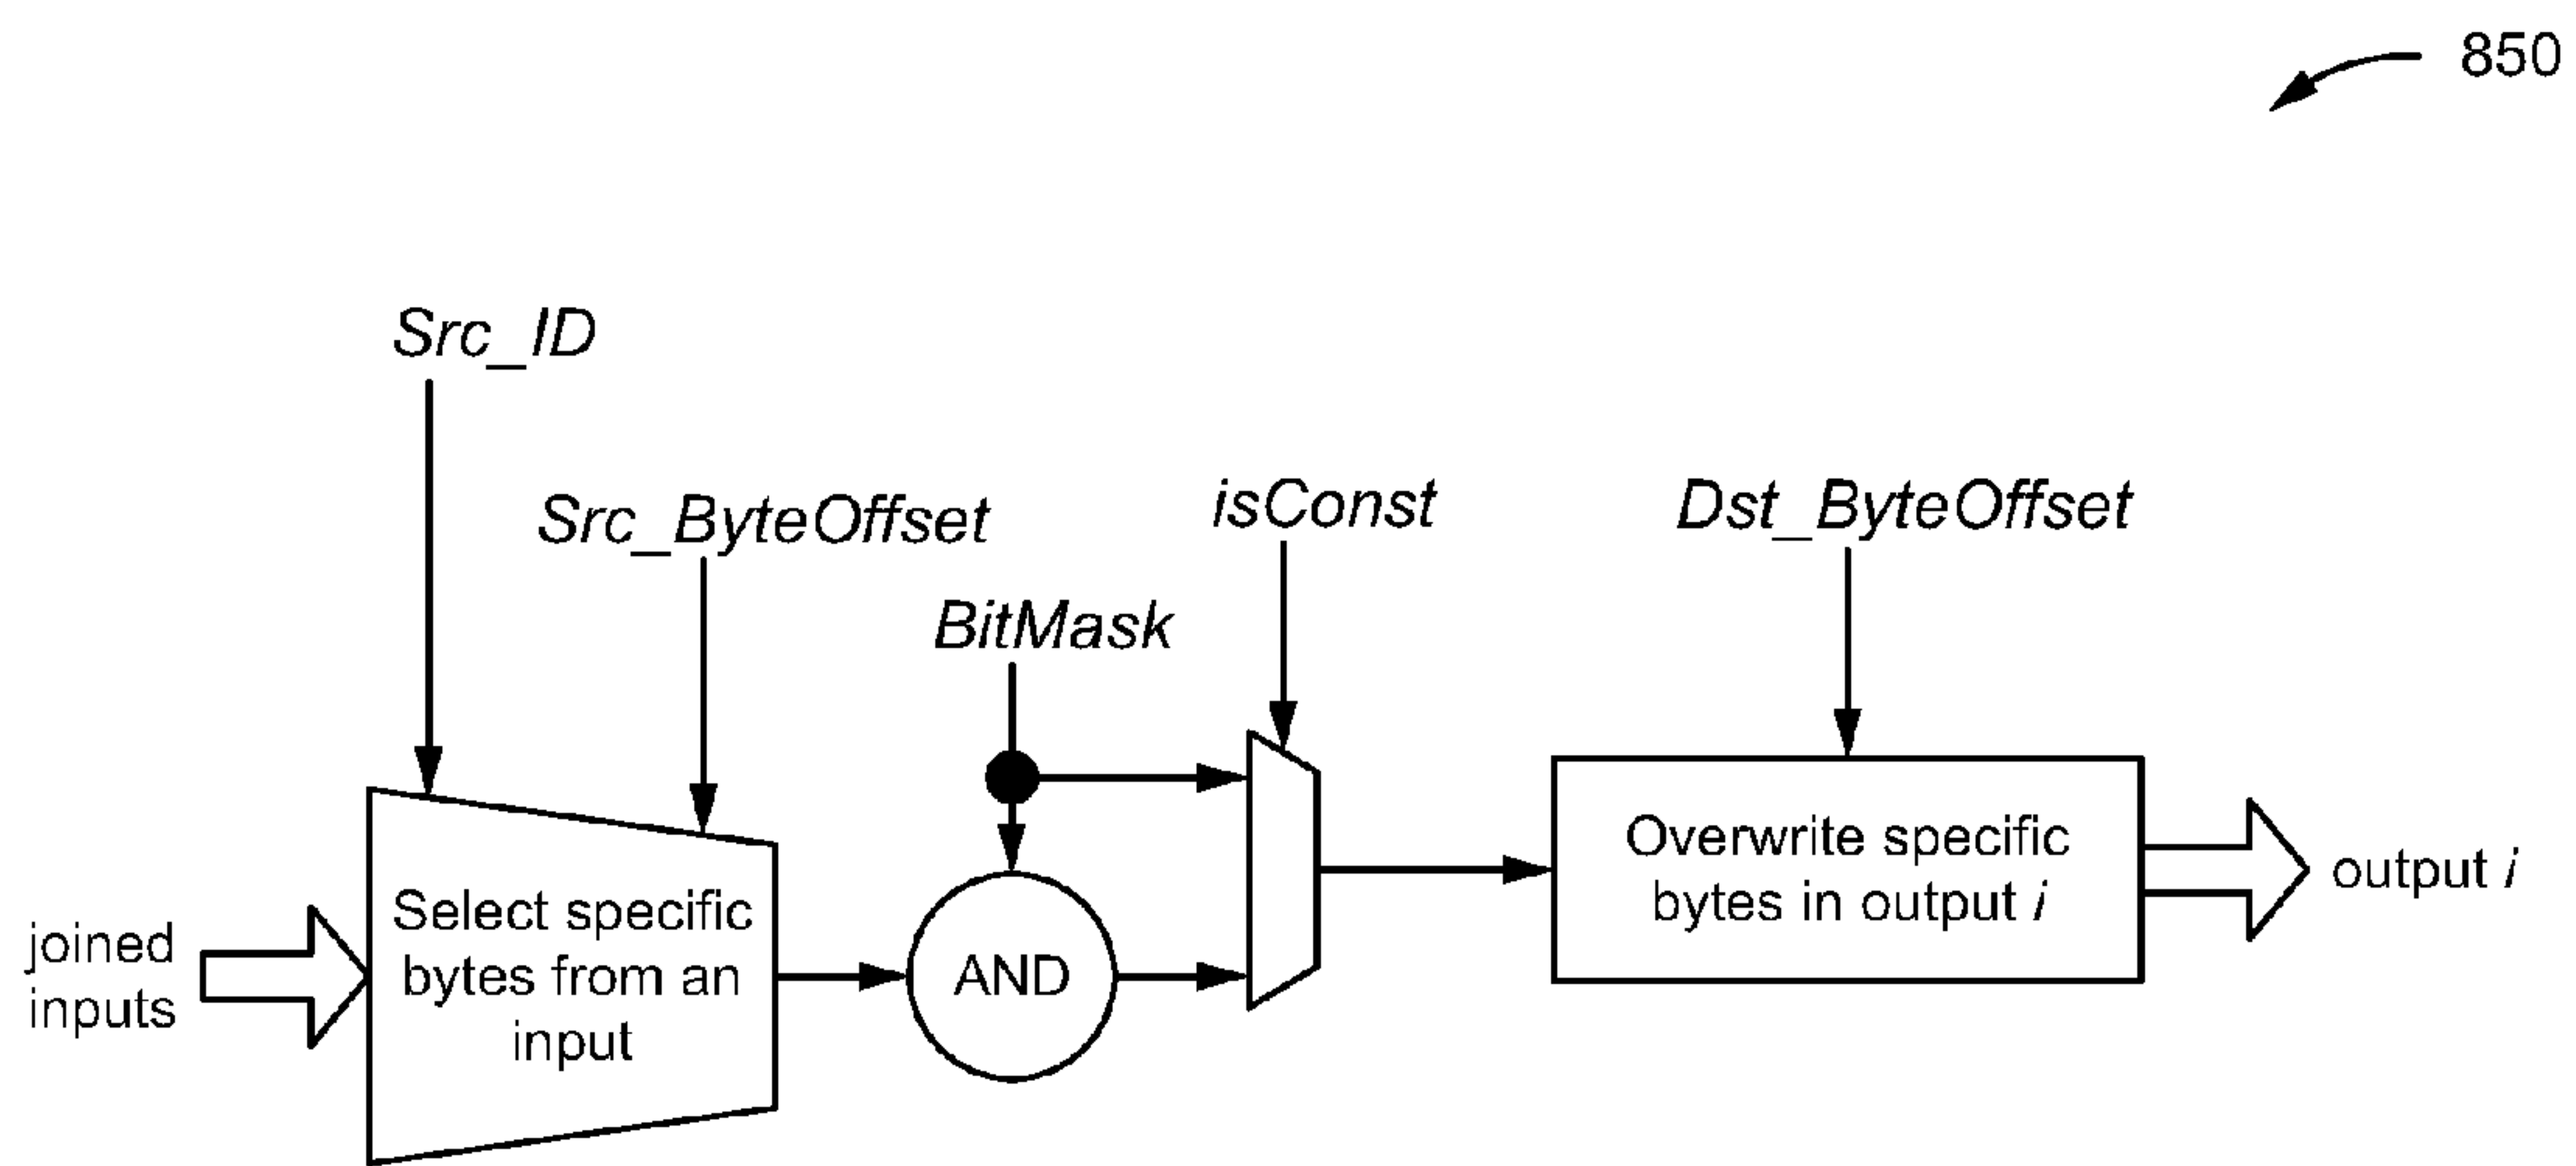 850
Src_ID
Src_ByteOffset
isConst
Dst_ByteOffset
BitMask
Overwrite specific
bytes in output i
output i
Select specific
bytes from an
input
joined
inputs
AND